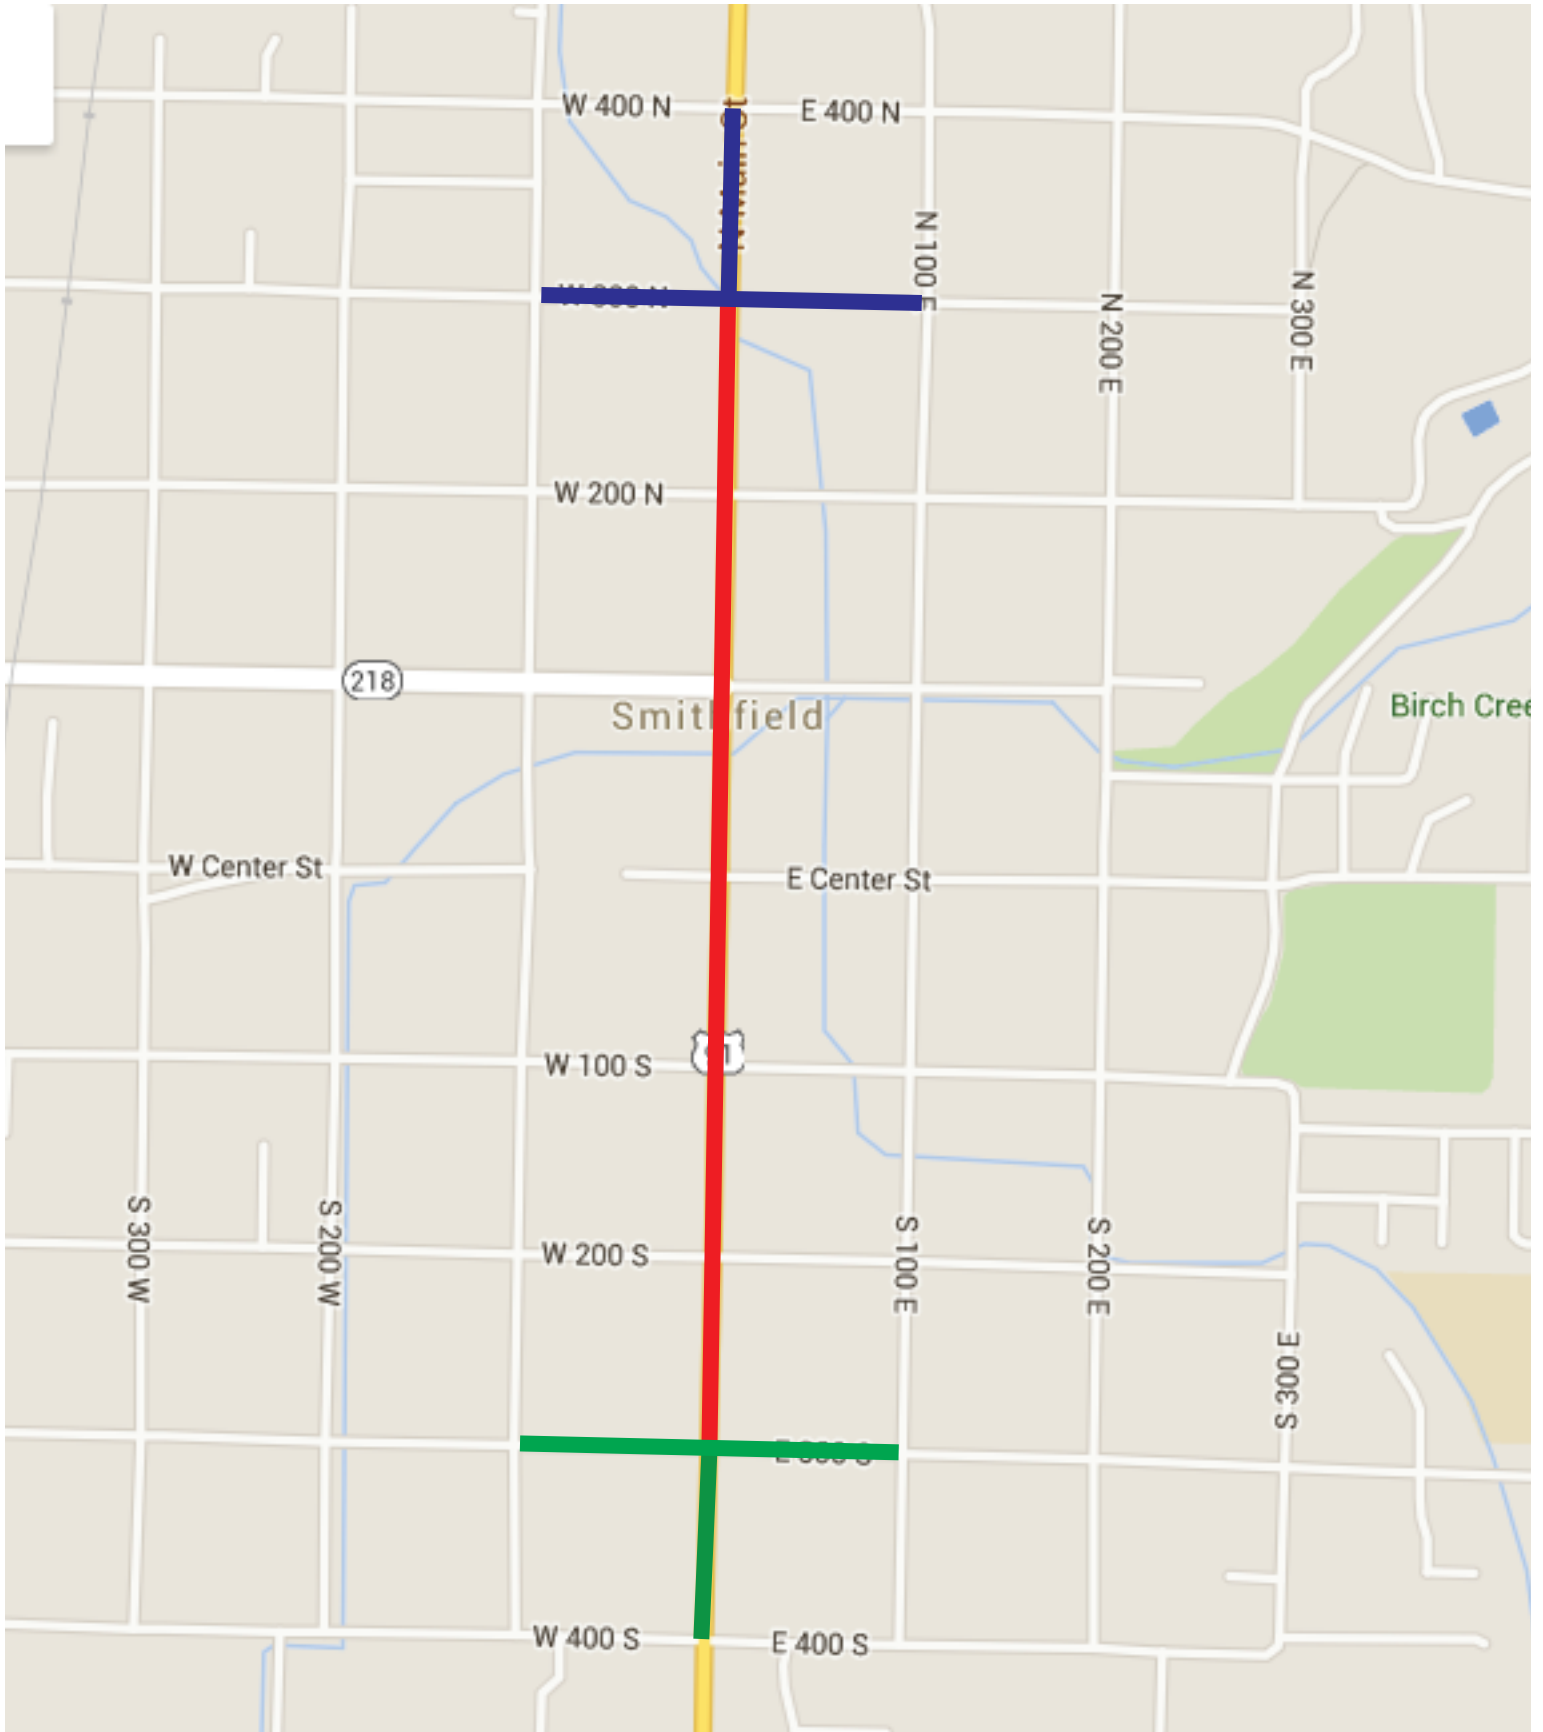 W 400 N
E 400 N
N 100 E
N 200 E
N 300 E
W 200 N
218
Smithfield
Birch Cree
W Center St
E Center St
W 100 S
W 200 S
S 300 W
S 200 W
S 100 E
S 200 E
S 300 E
W 400 S
E 400 S